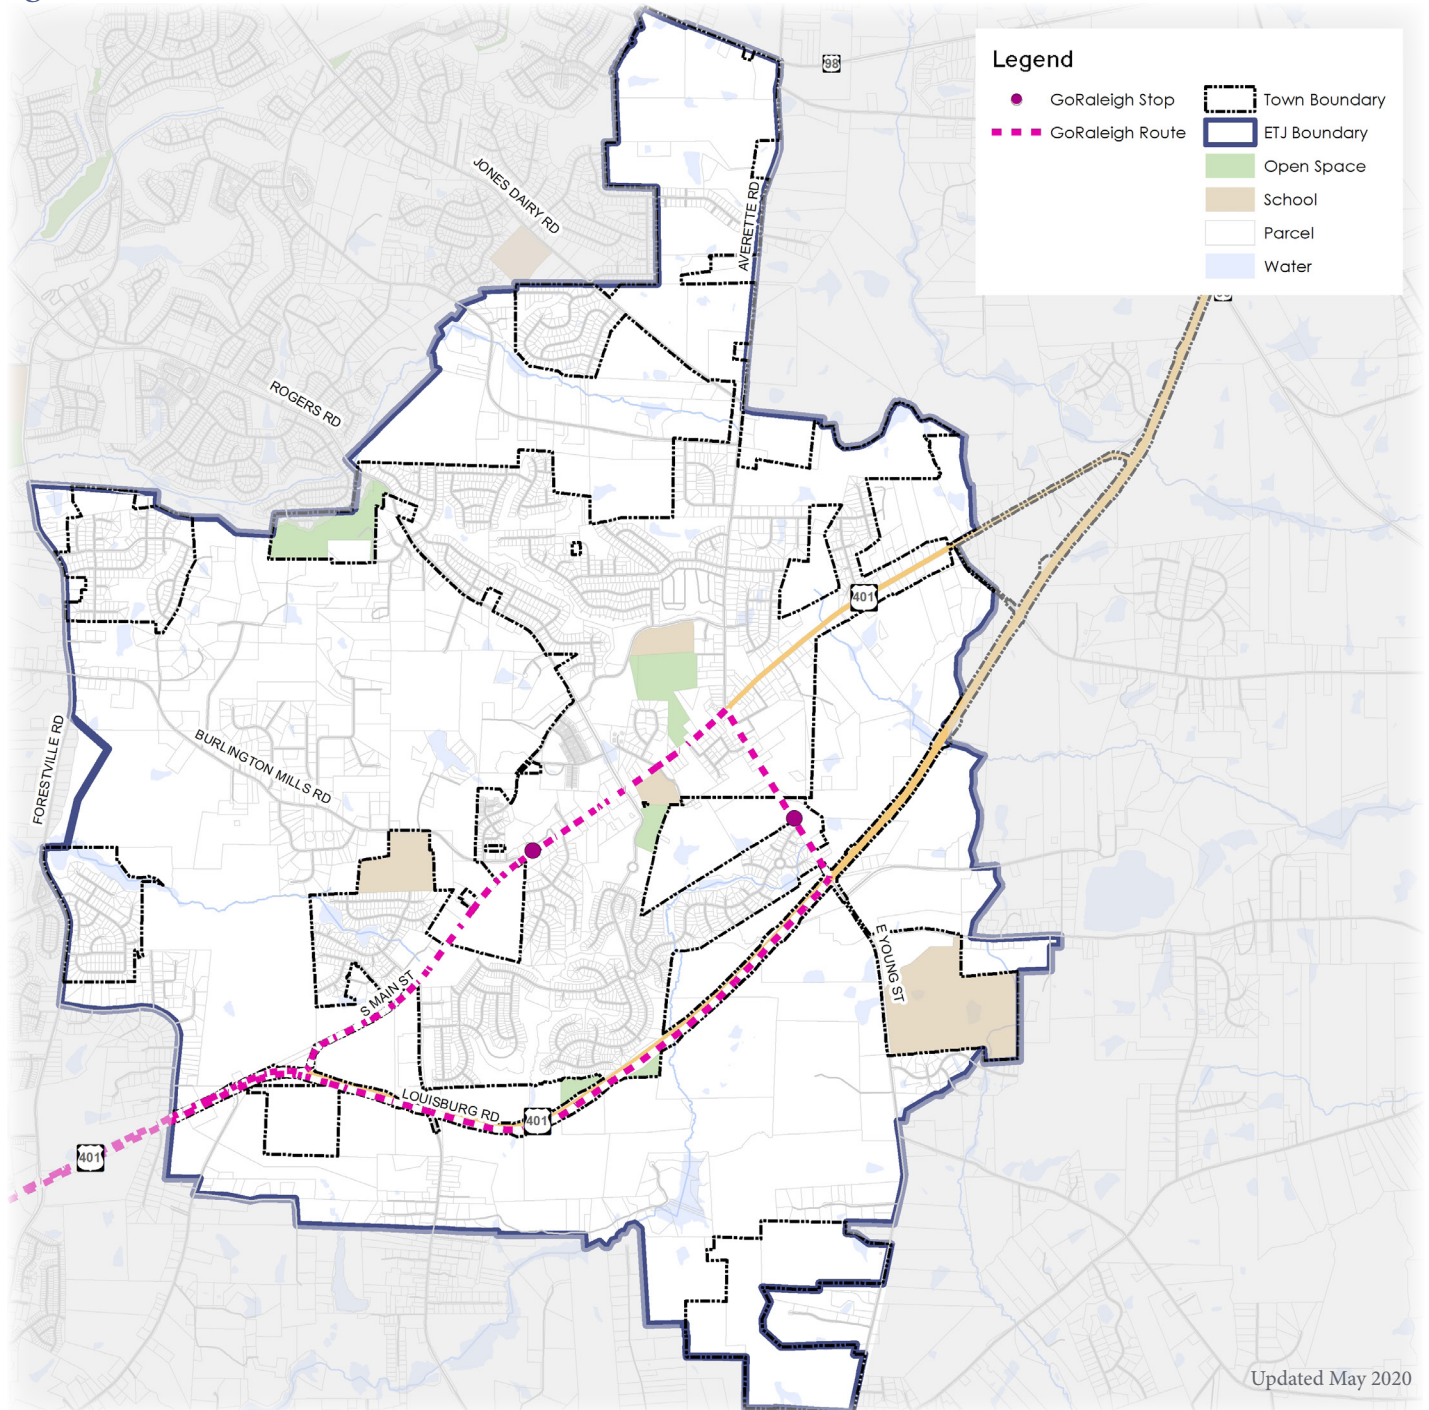 Legend
GoRaleigh Stop
GoRaleigh Route
Town Boundary
ETJ Boundary
Open Space
School
Parcel
Water
98
JONES DAIRY RD
AVERETTE RD
ROGERS RD
401
FORESTVILLE RD
BURLINGTON MILLS RD
E YOUNG ST
S MAIN ST
LOUISBURG RD
401
401
Updated May 2020